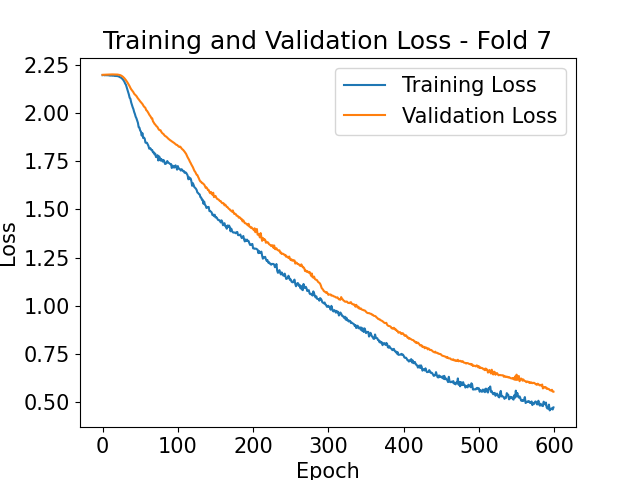 Training and Validation Loss - Fold 7
2.25
2.00
1.75
1.50
1.25
1.00
0.75
0.50
Loss
Training Loss
Validation Loss
0 100 200 300 400 500 600
Epoch